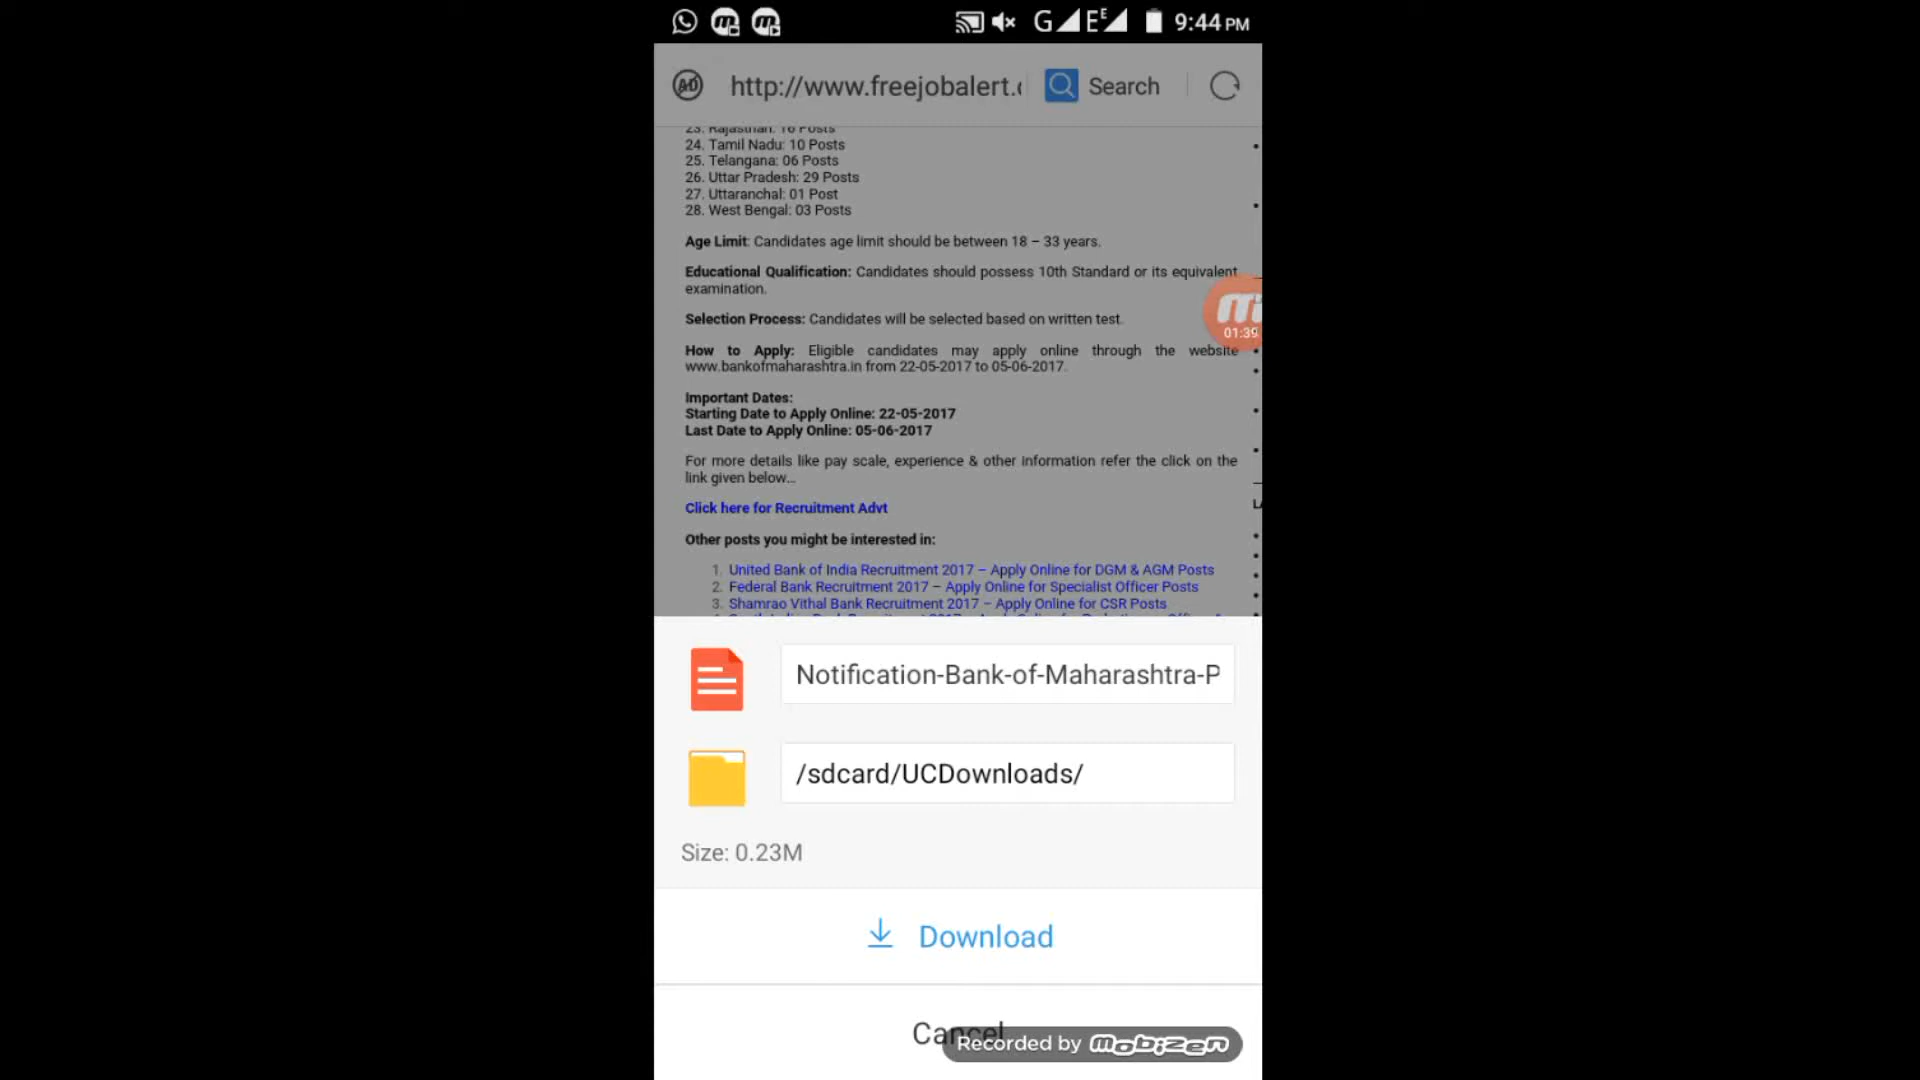 G E E 9:44 PM
AD http://www.freejobalert.c Search
23. Rajasthan: 16 Posts
24. Tamil Nadu: 10 Posts
25. Telangana: 06 Posts
26. Uttar Pradesh: 29 Posts
27. Uttaranchal: 01 Post
28. West Bengal: 03 Posts
Age Limit: Candidates age limit should be between 18 – 33 years.
Educational Qualification: Candidates should possess 10th Standard or its equivalent
examination.
01:39
Selection Process: Candidates will be selected based on written test.
How to Apply: Eligible candidates may apply online through the website
www.bankofmaharashtra.in from 22-05-2017 to 05-06-2017.
Important Dates:
Starting Date to Apply Online: 22-05-2017
Last Date to Apply Online: 05-06-2017
For more details like pay scale, experience & other information refer the click on the
link given below...
Click here for Recruitment Advt
Other posts you might be interested in:
1. United Bank of India Recruitment 2017 – Apply Online for DGM & AGM Posts
2. Federal Bank Recruitment 2017 – Apply Online for Specialist Officer Posts
3. Shamrao Vithal Bank Recruitment 2017 – Apply Online for CSR Posts
Notification-Bank-of-Maharashtra-P
/sdcard/UCDownloads/
Size: 0.23M
Download
Cancel
Recorded by mobizen